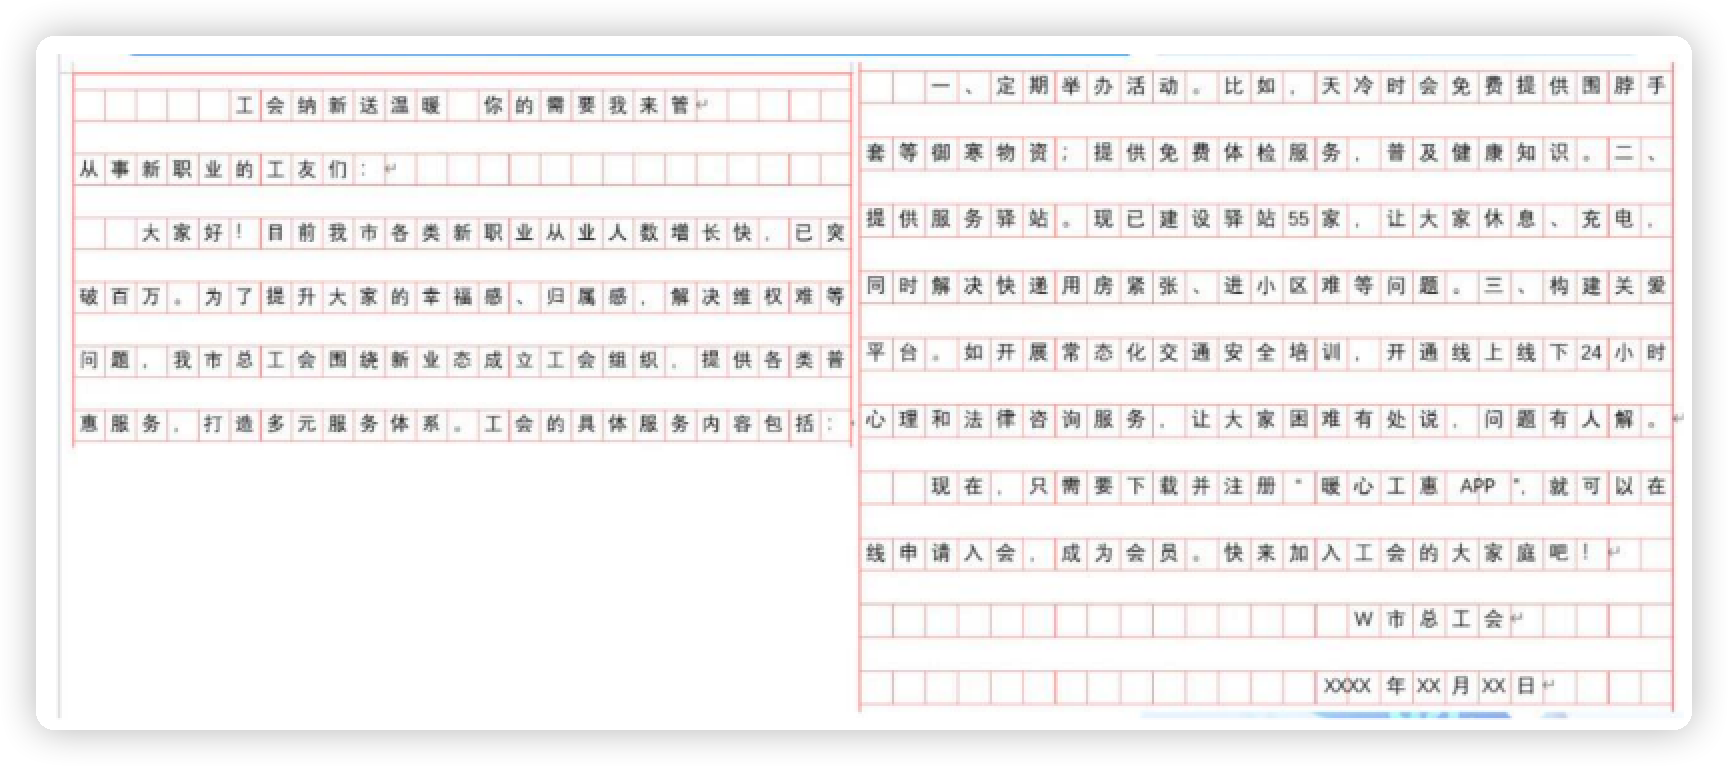 工会纳新送温暖 你的需要我来管
从事新职业的工友们：
大家好！目前我市各类新职业从业人数增长快，已突
破百万。为了提升大家的幸福感、归属感，解决维权难等
问题，我市总工会围绕新业态成立工会组织，提供各类普
惠服务，打造多元服务体系。工会的具体服务内容包括：
一、定期举办活动。比如，天冷时会免费提供围脖手
套等御寒物资；提供免费体检服务，普及健康知识。二、
提供服务驿站。现已建设驿站55家，让大家休息、充电，
同时解决快递用房紧张、进小区难等问题。三、构建关爱
平台。如开展常态化交通安全培训，开通线上线下24小时
心理和法律咨询服务，让大家困难有处说，问题有人解。
现在，只需要下载并注册“暖心工惠APP”，就可以在
线申请入会，成为会员。快来加入工会的大家庭吧！
W市总工会
XXXX年XX月XX日